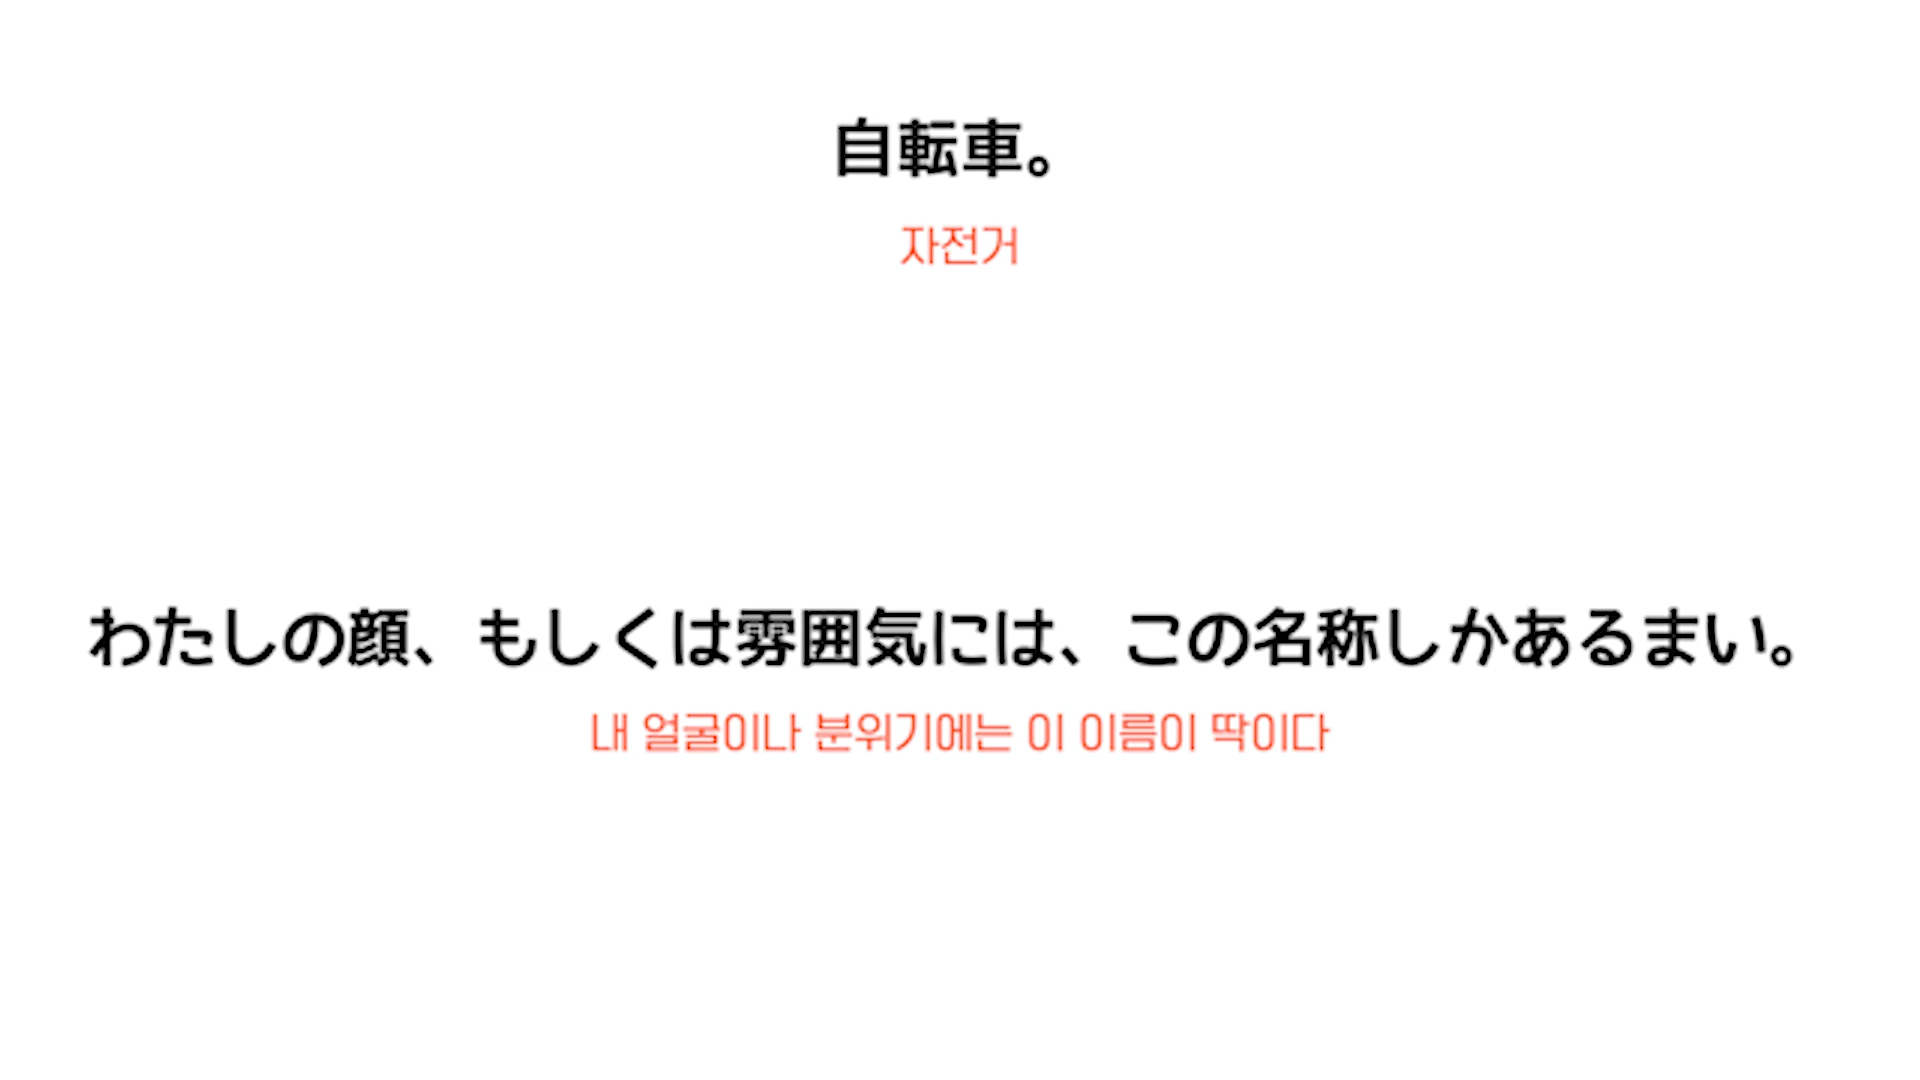 自転車。
자전거
わたしの顔、もしくは雰囲気には、この名称しかあるまい。
내 얼굴이나 분위기에는 이 이름이 딱이다